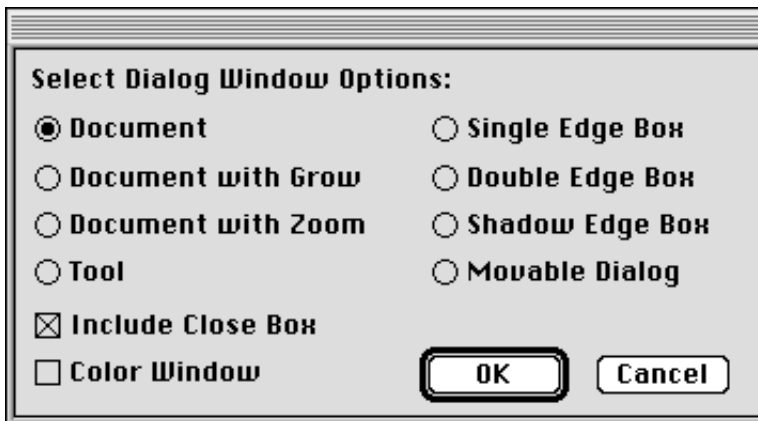 Select Dialog Window Options:
Document
Single Edge Box
Document with Grow
Double Edge Box
Document with Zoom
Shadow Edge Box
Tool
Movable Dialog
Include Close Box
Color Window
OK
Cancel